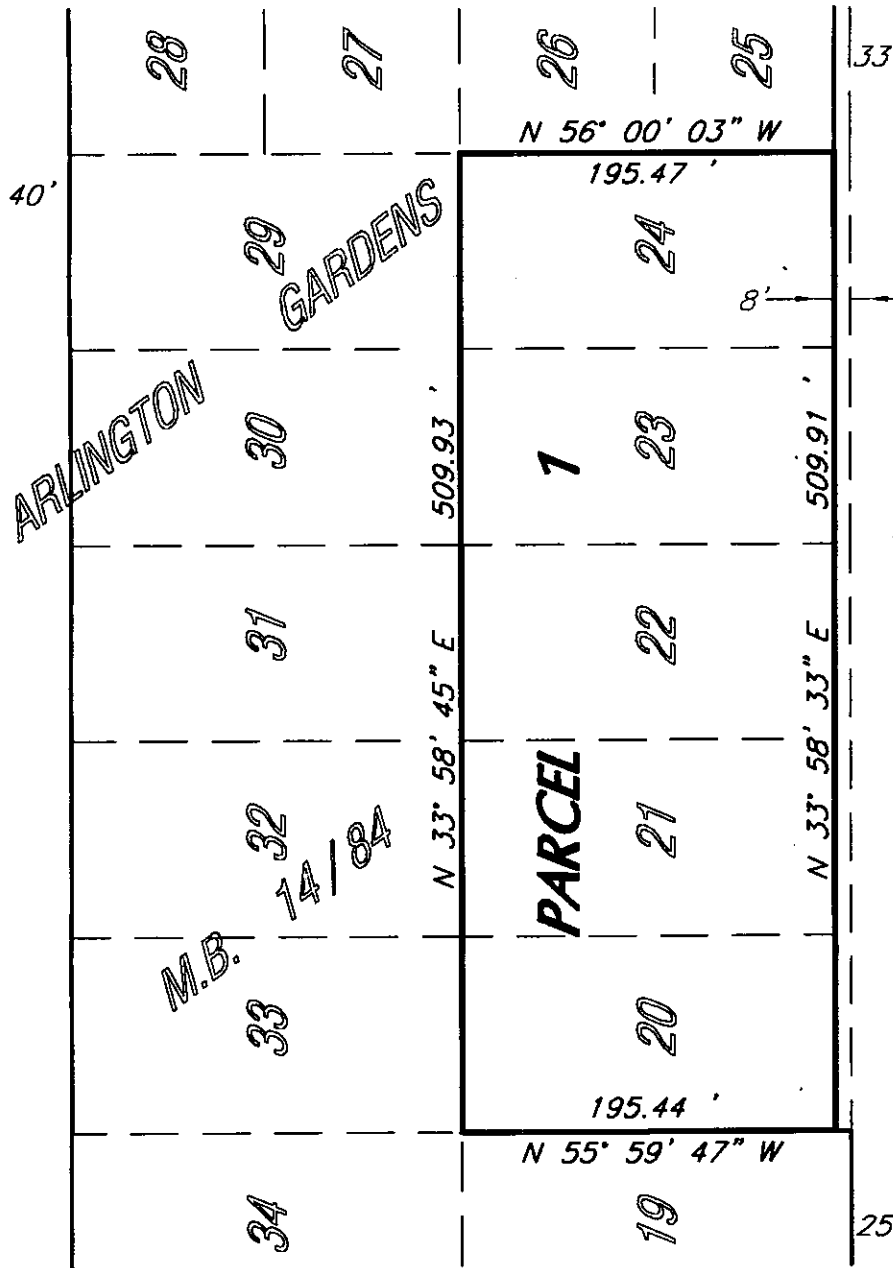 28
27
26
25
33
N 56° 00' 03" W
195.47 '
40'
29
GARDENS
24
8'
ARLINGTON
30
509.93 '
1
23
509.91 '
31
N 33° 58' 45" E
22
N 33° 58' 33" E
32
14 / 84
PARCEL
21
M.B.
33
20
195.44 '
N 55° 59' 47" W
34
19
25